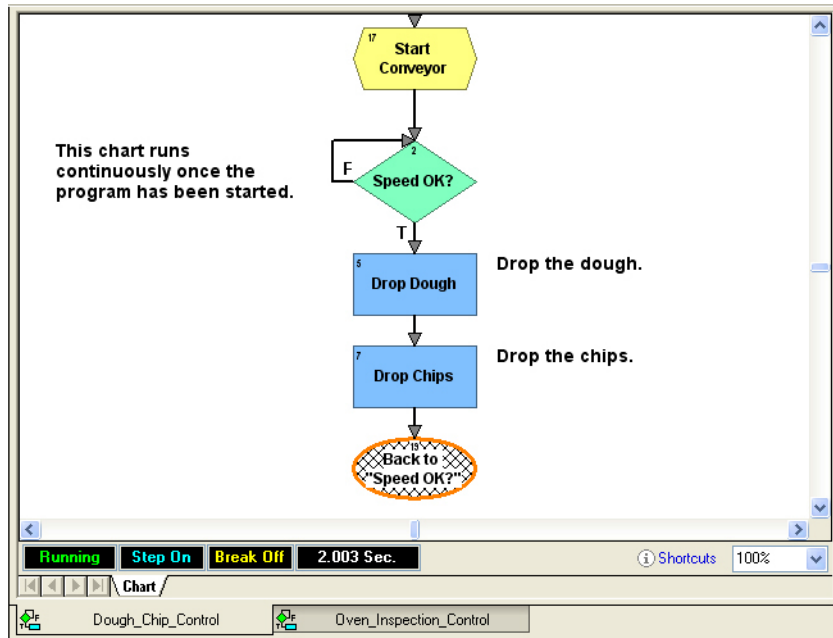 17
Start
Conveyor
This chart runs
continuously once the
program has been started.
2
F
Speed OK?
T
5
Drop Dough
Drop the dough.
7
Drop Chips
Drop the chips.
19
Back to
"Speed OK?"
Running Step On Break Off 2.003 Sec. i Shortcuts 100%
Chart
T F Dough_Chip_Control T F Oven_Inspection_Control